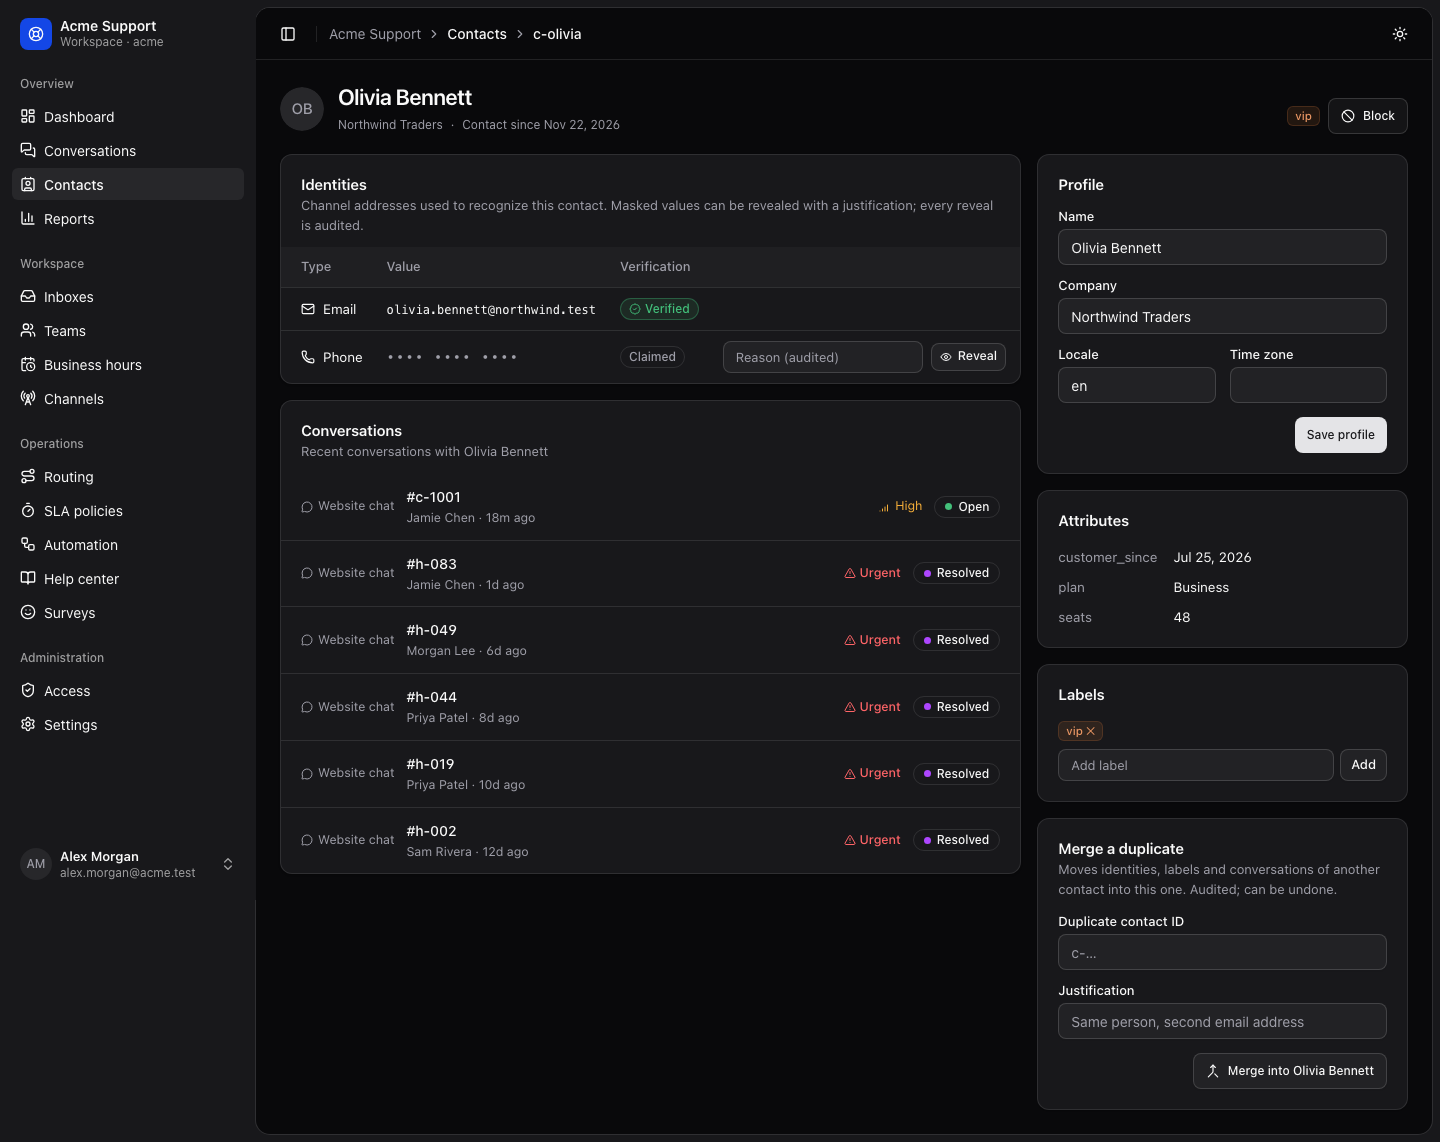 Acme Support
Workspace · acme
Overview
Dashboard
Conversations
Contacts
Reports
Workspace
Inboxes
Teams
Business hours
Channels
Operations
Routing
SLA policies
Automation
Help center
Surveys
Administration
Access
Settings
AM
Alex Morgan
alex.morgan@acme.test
Acme Support > Contacts > c-olivia
OB
Olivia Bennett
Northwind Traders · Contact since Nov 22, 2026
vip
Block
Identities
Channel addresses used to recognize this contact. Masked values can be revealed with a justification; every reveal
is audited.
Type Value Verification
Email olivia.bennett@northwind.test Verified
Phone •••• •••• •••• Claimed Reason (audited) Reveal
Conversations
Recent conversations with Olivia Bennett
Website chat #c-1001 High Open
Jamie Chen · 18m ago
Website chat #h-083 Urgent Resolved
Jamie Chen · 1d ago
Website chat #h-049 Urgent Resolved
Morgan Lee · 6d ago
Website chat #h-044 Urgent Resolved
Priya Patel · 8d ago
Website chat #h-019 Urgent Resolved
Priya Patel · 10d ago
Website chat #h-002 Urgent Resolved
Sam Rivera · 12d ago
Profile
Name
Olivia Bennett
Company
Northwind Traders
Locale Time zone
en
Save profile
Attributes
customer_since Jul 25, 2026
plan Business
seats 48
Labels
vip
Add label Add
Merge a duplicate
Moves identities, labels and conversations of another
contact into this one. Audited; can be undone.
Duplicate contact ID
c-...
Justification
Same person, second email address
Merge into Olivia Bennett